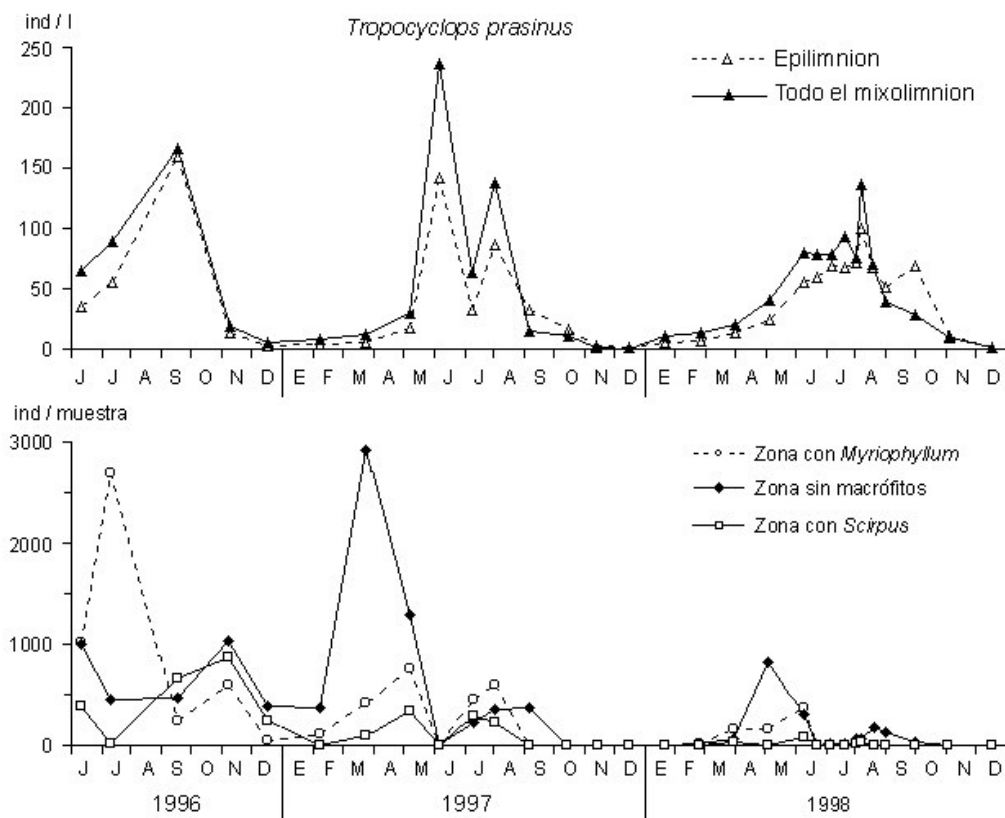 ind / l
Tropocyclops prasinus
250
200
150
100
50
0
Epilimnion
Todo el mixolimnion
J J A S O N D E F M A M J J A S O N D E F M A M J J A S O N D
ind / muestra
3000
2000
1000
0
Zona con Myriophyllum
Zona sin macrófitos
Zona con Scirpus
J J A S O N D E F M A M J J A S O N D E F M A M J J A S O N D
1996 1997 1998